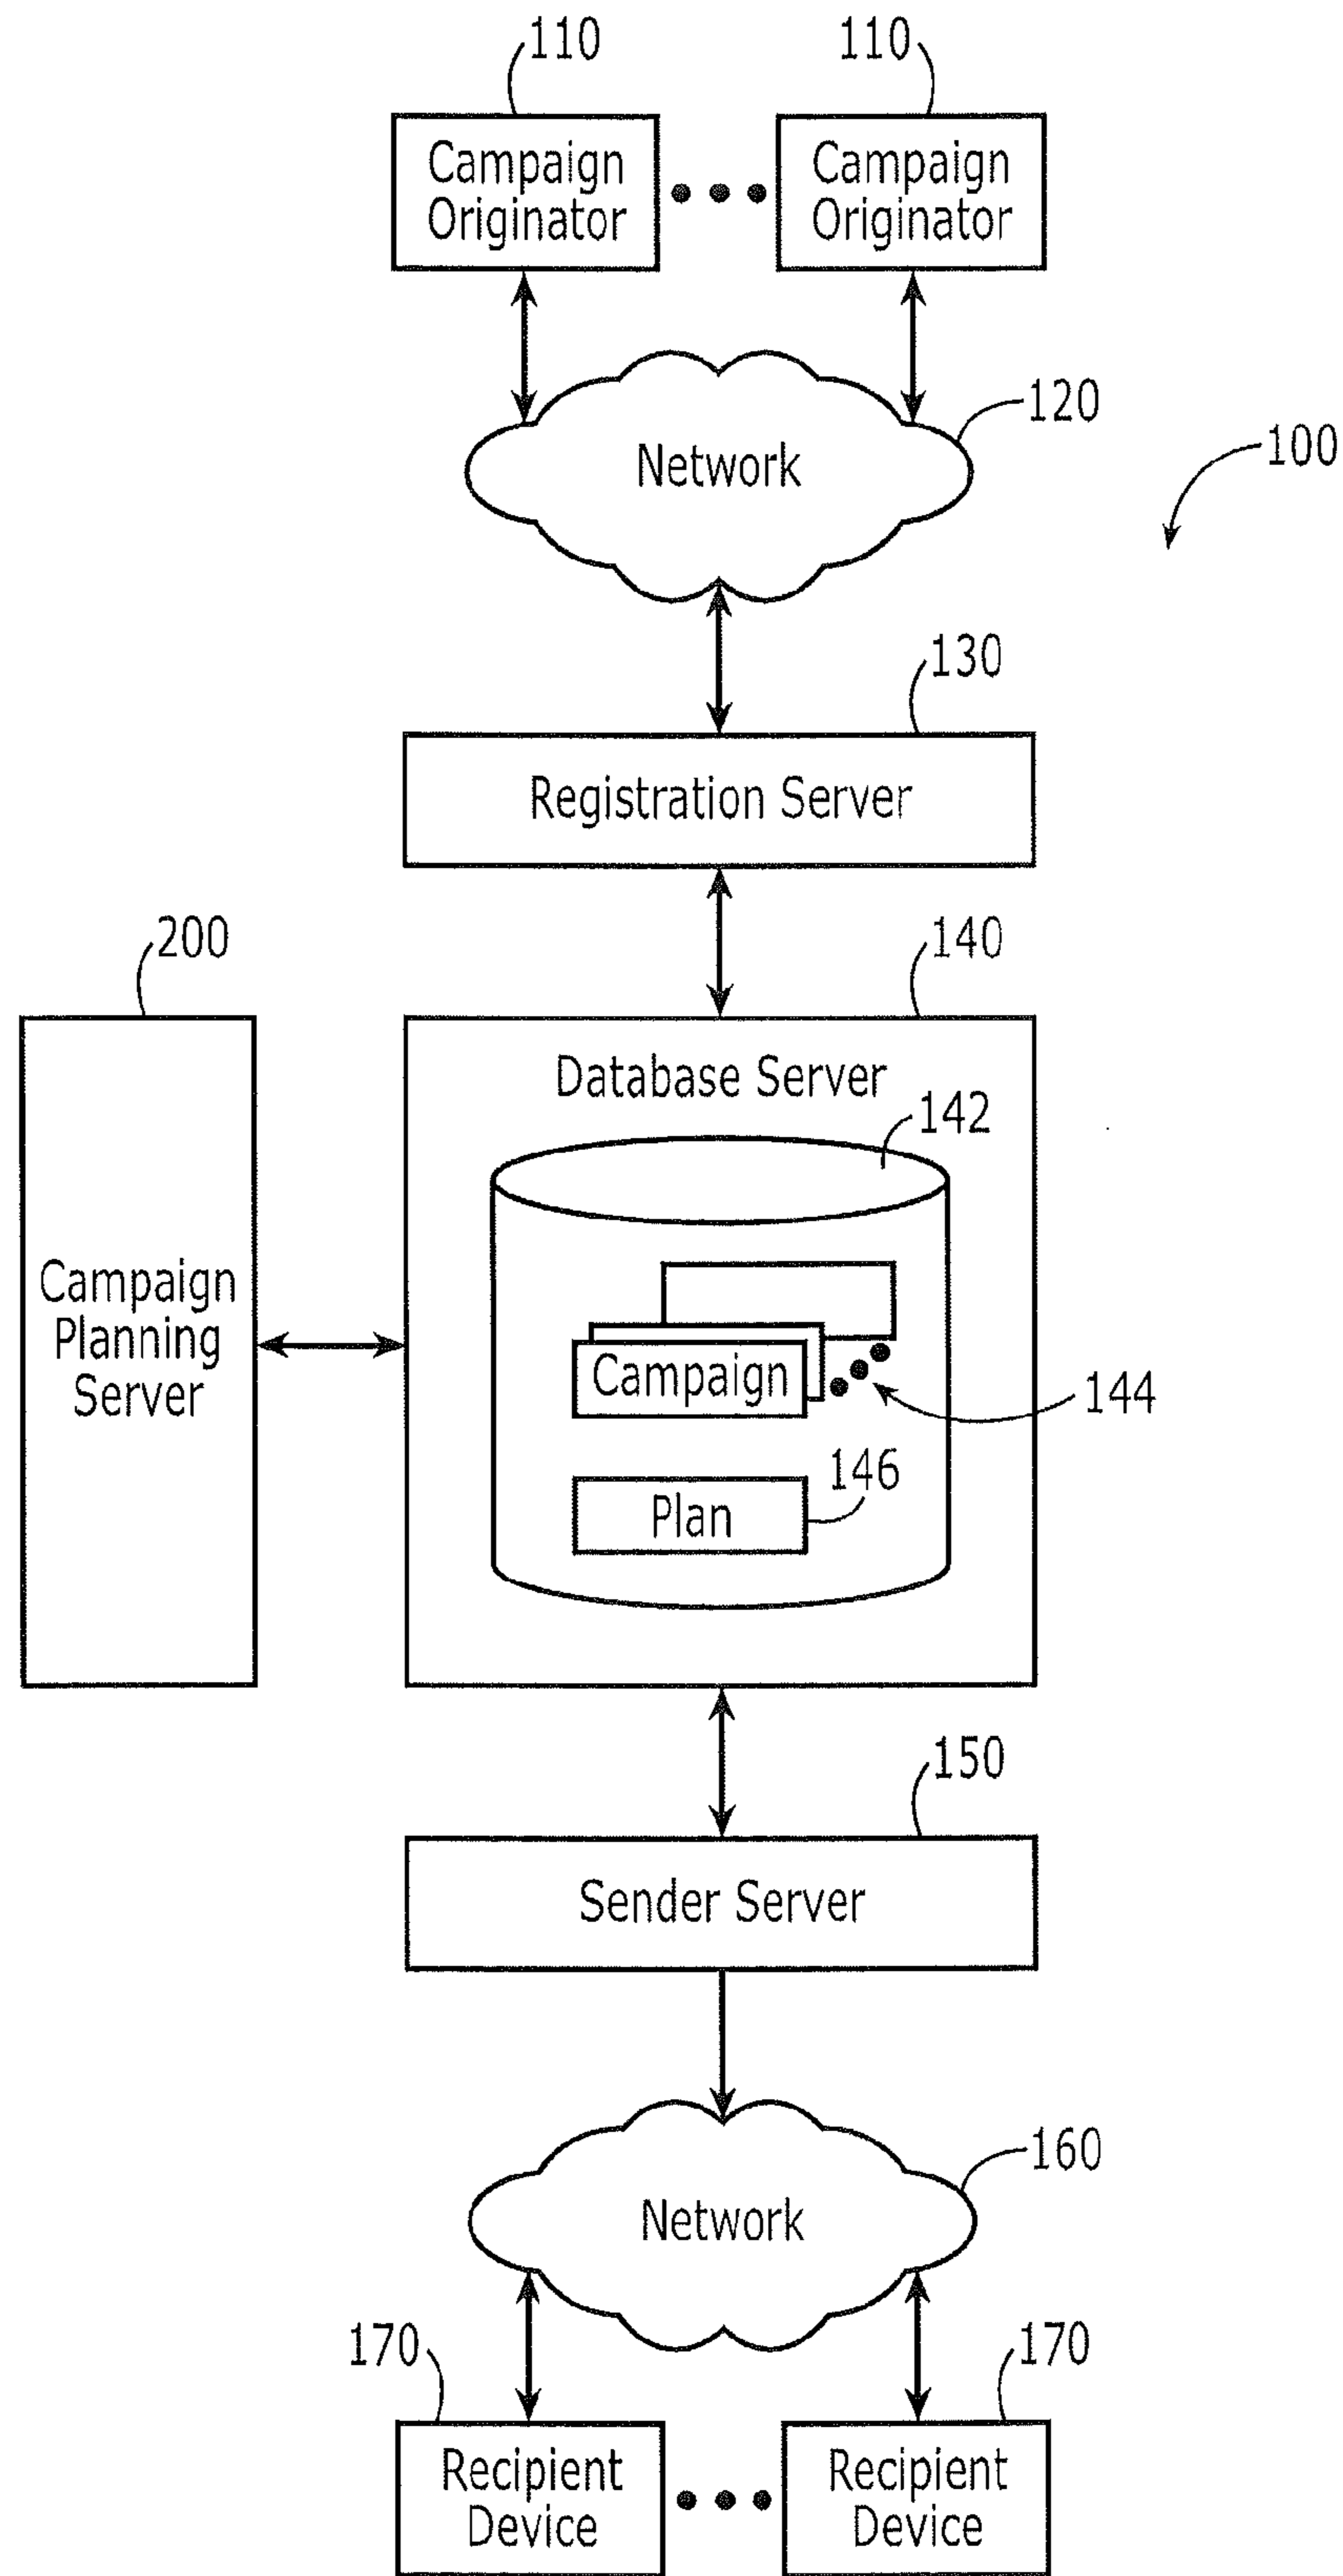 110
110
Campaign
Originator
Campaign
Originator
120
Network
100
130
Registration Server
200
140
Database Server
142
Campaign
Planning
Server
Campaign
144
146
Plan
150
Sender Server
160
Network
170
170
Recipient
Device
Recipient
Device